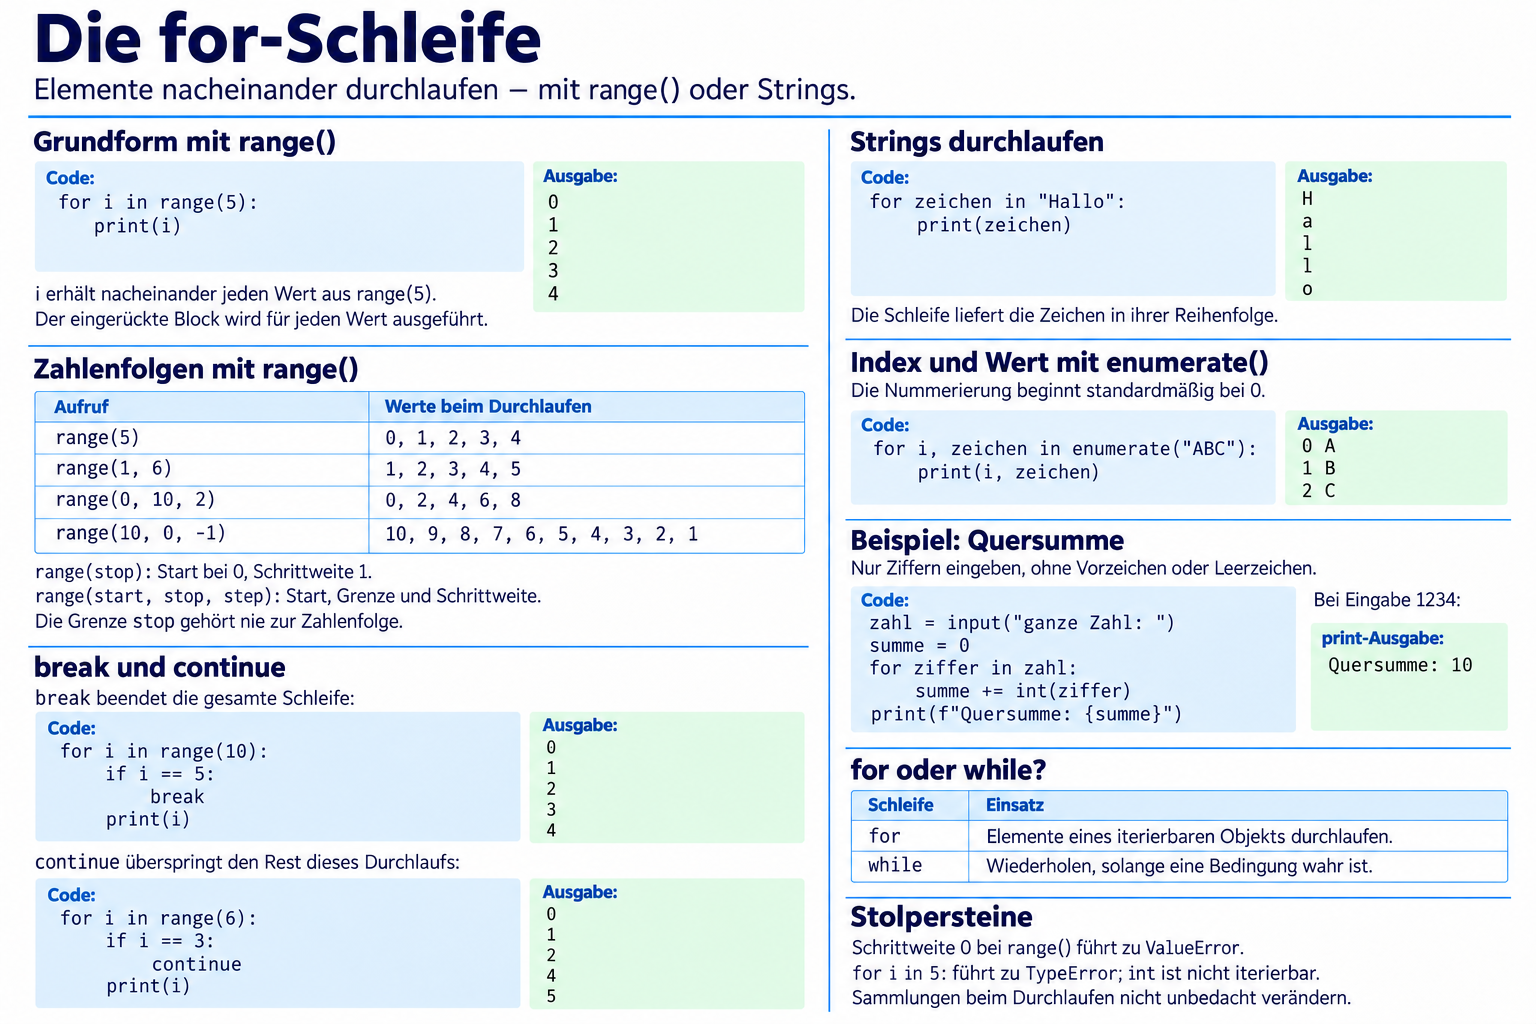 Die for-Schleife
Elemente nacheinander durchlaufen – mit range() oder Strings.
Grundform mit range()
Code:
for i in range(5):
    print(i)
Ausgabe:
0
1
2
3
4
i erhält nacheinander jeden Wert aus range(5).
Der eingerückte Block wird für jeden Wert ausgeführt.
Zahlenfolgen mit range()
Aufruf Werte beim Durchlaufen
range(5) 0, 1, 2, 3, 4
range(1, 6) 1, 2, 3, 4, 5
range(0, 10, 2) 0, 2, 4, 6, 8
range(10, 0, -1) 10, 9, 8, 7, 6, 5, 4, 3, 2, 1
range(stop): Start bei 0, Schrittweite 1.
range(start, stop, step): Start, Grenze und Schrittweite.
Die Grenze stop gehört nie zur Zahlenfolge.
break und continue
break beendet die gesamte Schleife:
Code:
for i in range(10):
    if i == 5:
        break
    print(i)
Ausgabe:
0
1
2
3
4
continue überspringt den Rest dieses Durchlaufs:
Code:
for i in range(6):
    if i == 3:
        continue
    print(i)
Ausgabe:
0
1
2
4
5
Strings durchlaufen
Code:
for zeichen in "Hallo":
    print(zeichen)
Ausgabe:
H
a
l
l
o
Die Schleife liefert die Zeichen in ihrer Reihenfolge.
Index und Wert mit enumerate()
Die Nummerierung beginnt standardmäßig bei 0.
Code:
for i, zeichen in enumerate("ABC"):
    print(i, zeichen)
Ausgabe:
0 A
1 B
2 C
Beispiel: Quersumme
Nur Ziffern eingeben, ohne Vorzeichen oder Leerzeichen.
Code:
zahl = input("ganze Zahl: ")
summe = 0
for ziffer in zahl:
    summe += int(ziffer)
print(f"Quersumme: {summe}")
Bei Eingabe 1234:
print-Ausgabe:
Quersumme: 10
for oder while?
Schleife Einsatz
for Elemente eines iterierbaren Objekts durchlaufen.
while Wiederholen, solange eine Bedingung wahr ist.
Stolpersteine
Schrittweite 0 bei range() führt zu ValueError.
for i in 5: führt zu TypeError; int ist nicht iterierbar.
Sammlungen beim Durchlaufen nicht unbedacht verändern.